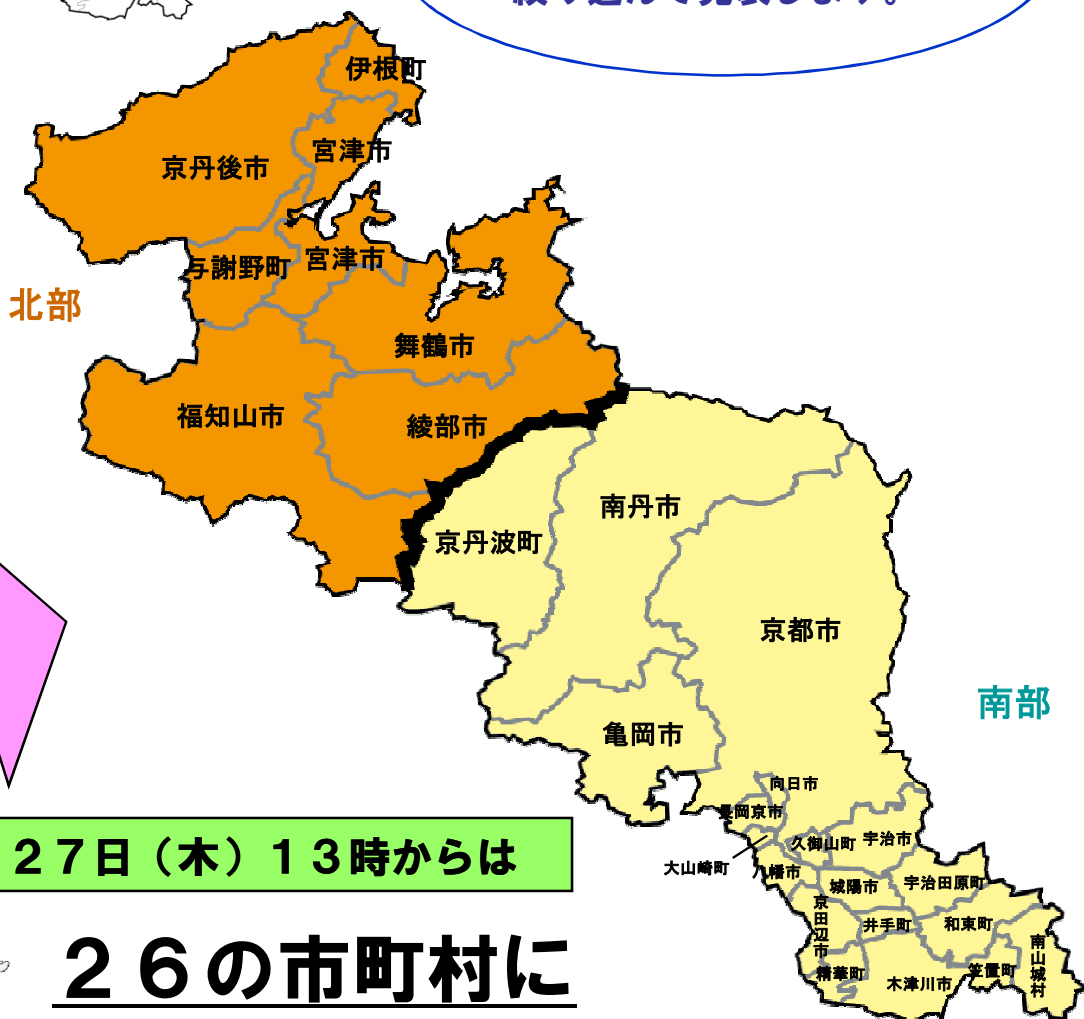 伊根町
宮津市
京丹後市
与謝野町
宮津市
北部
舞鶴市
福知山市
綾部市
南丹市
京丹波町
京都市
南部
亀岡市
向日市
長岡京市
久御山町
宇治市
大山崎町
八幡市
城陽市
宇治田原町
京田辺市
井手町
和束町
南山城村
精華町
木津川市
笠置町
27日（木）13時からは
26の市町村に